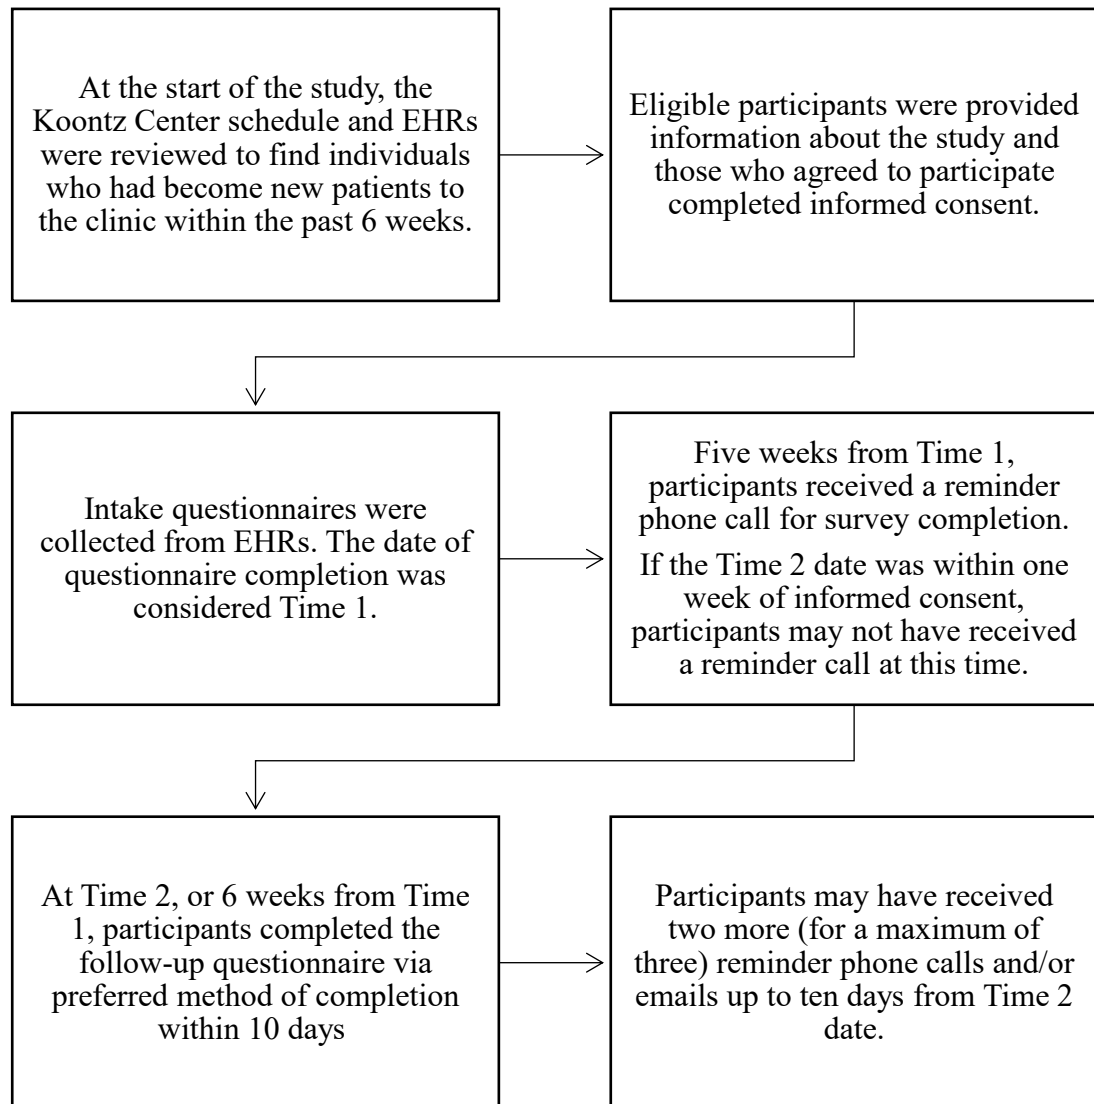 At the start of the study, the
Koontz Center schedule and EHRs
were reviewed to find individuals
who had become new patients to
the clinic within the past 6 weeks.
Eligible participants were provided
information about the study and
those who agreed to participate
completed informed consent.
Intake questionnaires were
collected from EHRs. The date of
questionnaire completion was
considered Time 1.
Five weeks from Time 1,
participants received a reminder
phone call for survey completion.
If the Time 2 date was within one
week of informed consent,
participants may not have received
a reminder call at this time.
At Time 2, or 6 weeks from Time
1, participants completed the
follow-up questionnaire via
preferred method of completion
within 10 days
Participants may have received
two more (for a maximum of
three) reminder phone calls and/or
emails up to ten days from Time 2
date.